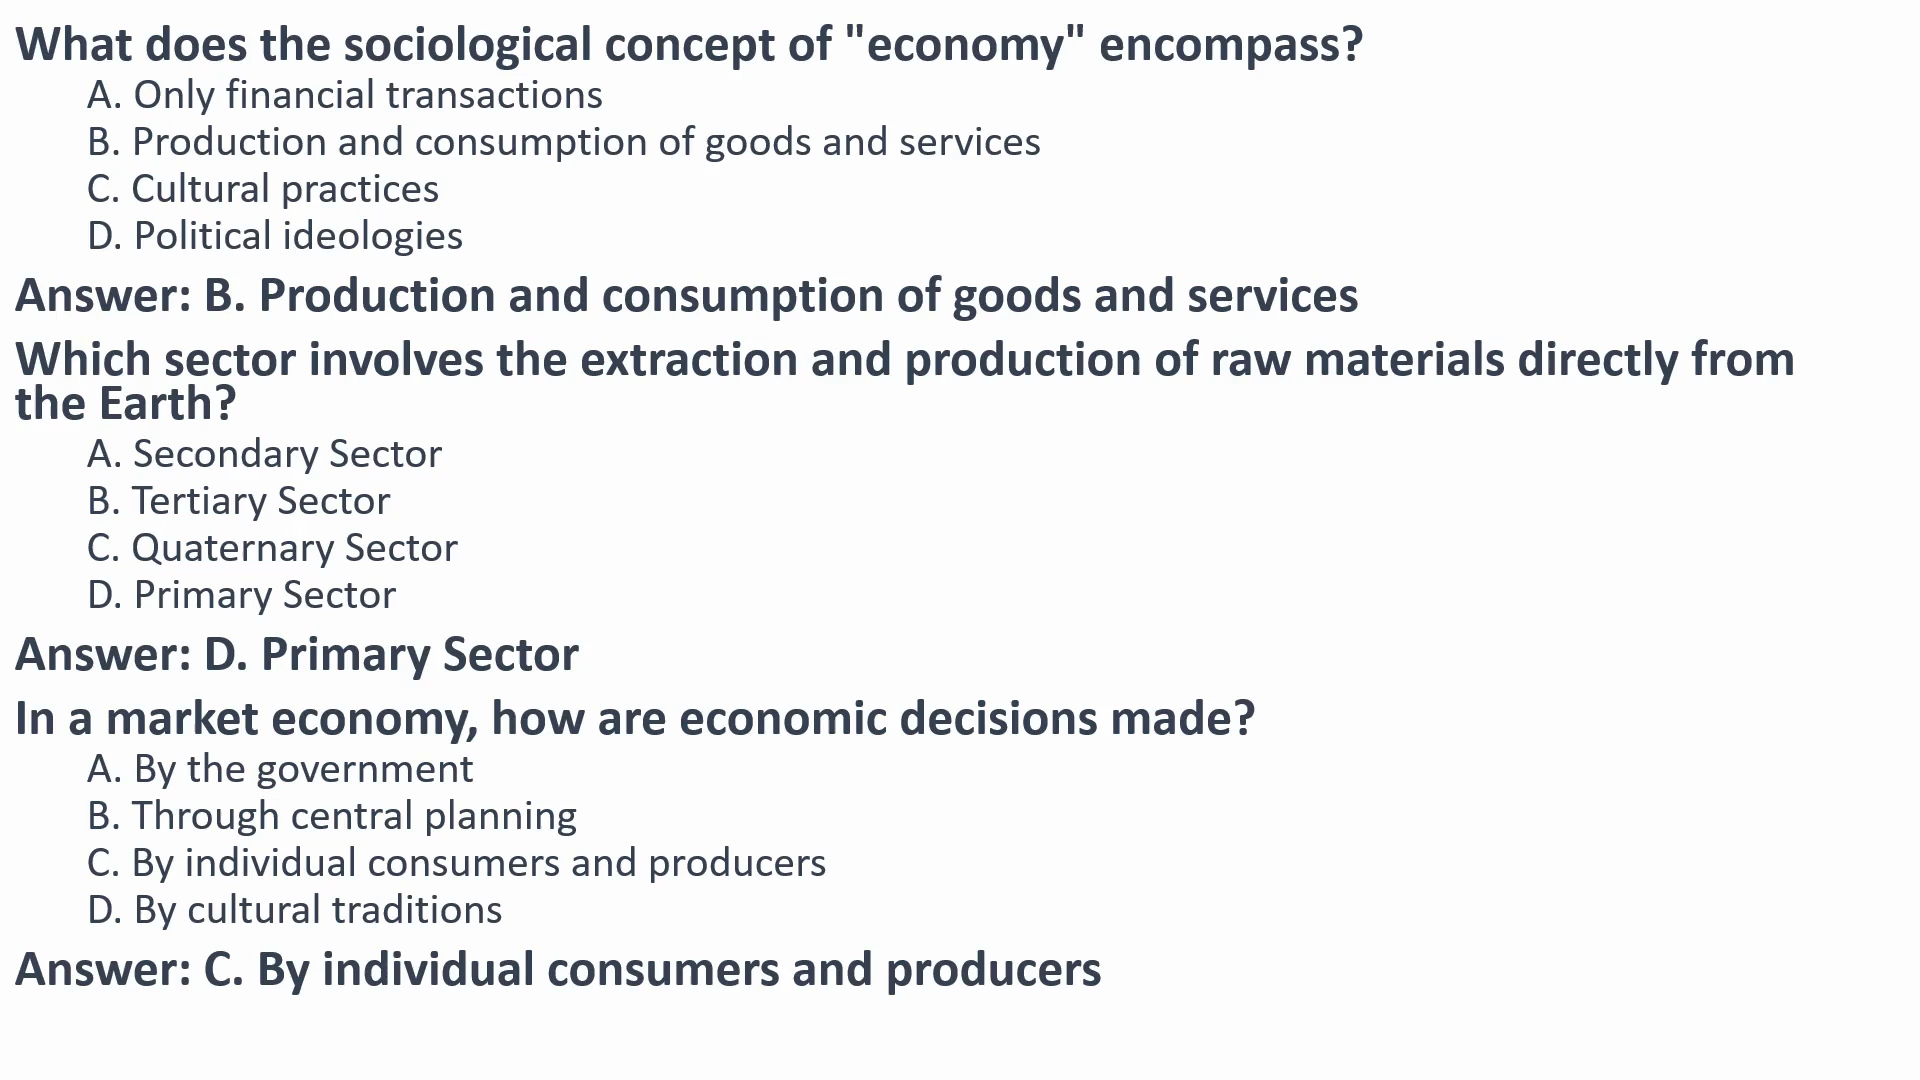 What does the sociological concept of "economy" encompass?
A. Only financial transactions
B. Production and consumption of goods and services
C. Cultural practices
D. Political ideologies
Answer: B. Production and consumption of goods and services
Which sector involves the extraction and production of raw materials directly from
the Earth?
A. Secondary Sector
B. Tertiary Sector
C. Quaternary Sector
D. Primary Sector
Answer: D. Primary Sector
In a market economy, how are economic decisions made?
A. By the government
B. Through central planning
C. By individual consumers and producers
D. By cultural traditions
Answer: C. By individual consumers and producers